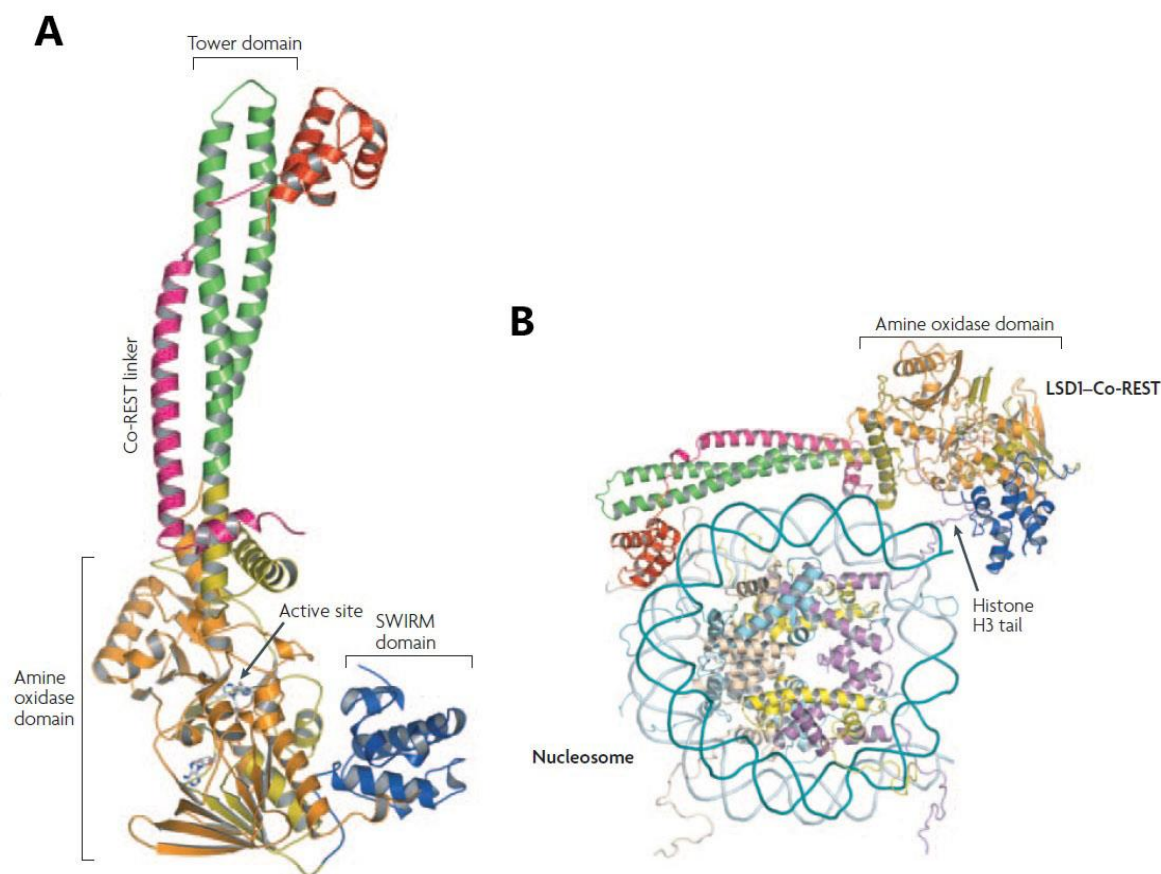 A
Tower domain
Co-REST linker
Active site
SWIRM
domain
Amine
oxidase
domain
B
Amine oxidase domain
LSD1–Co-REST
Histone
H3 tail
Nucleosome